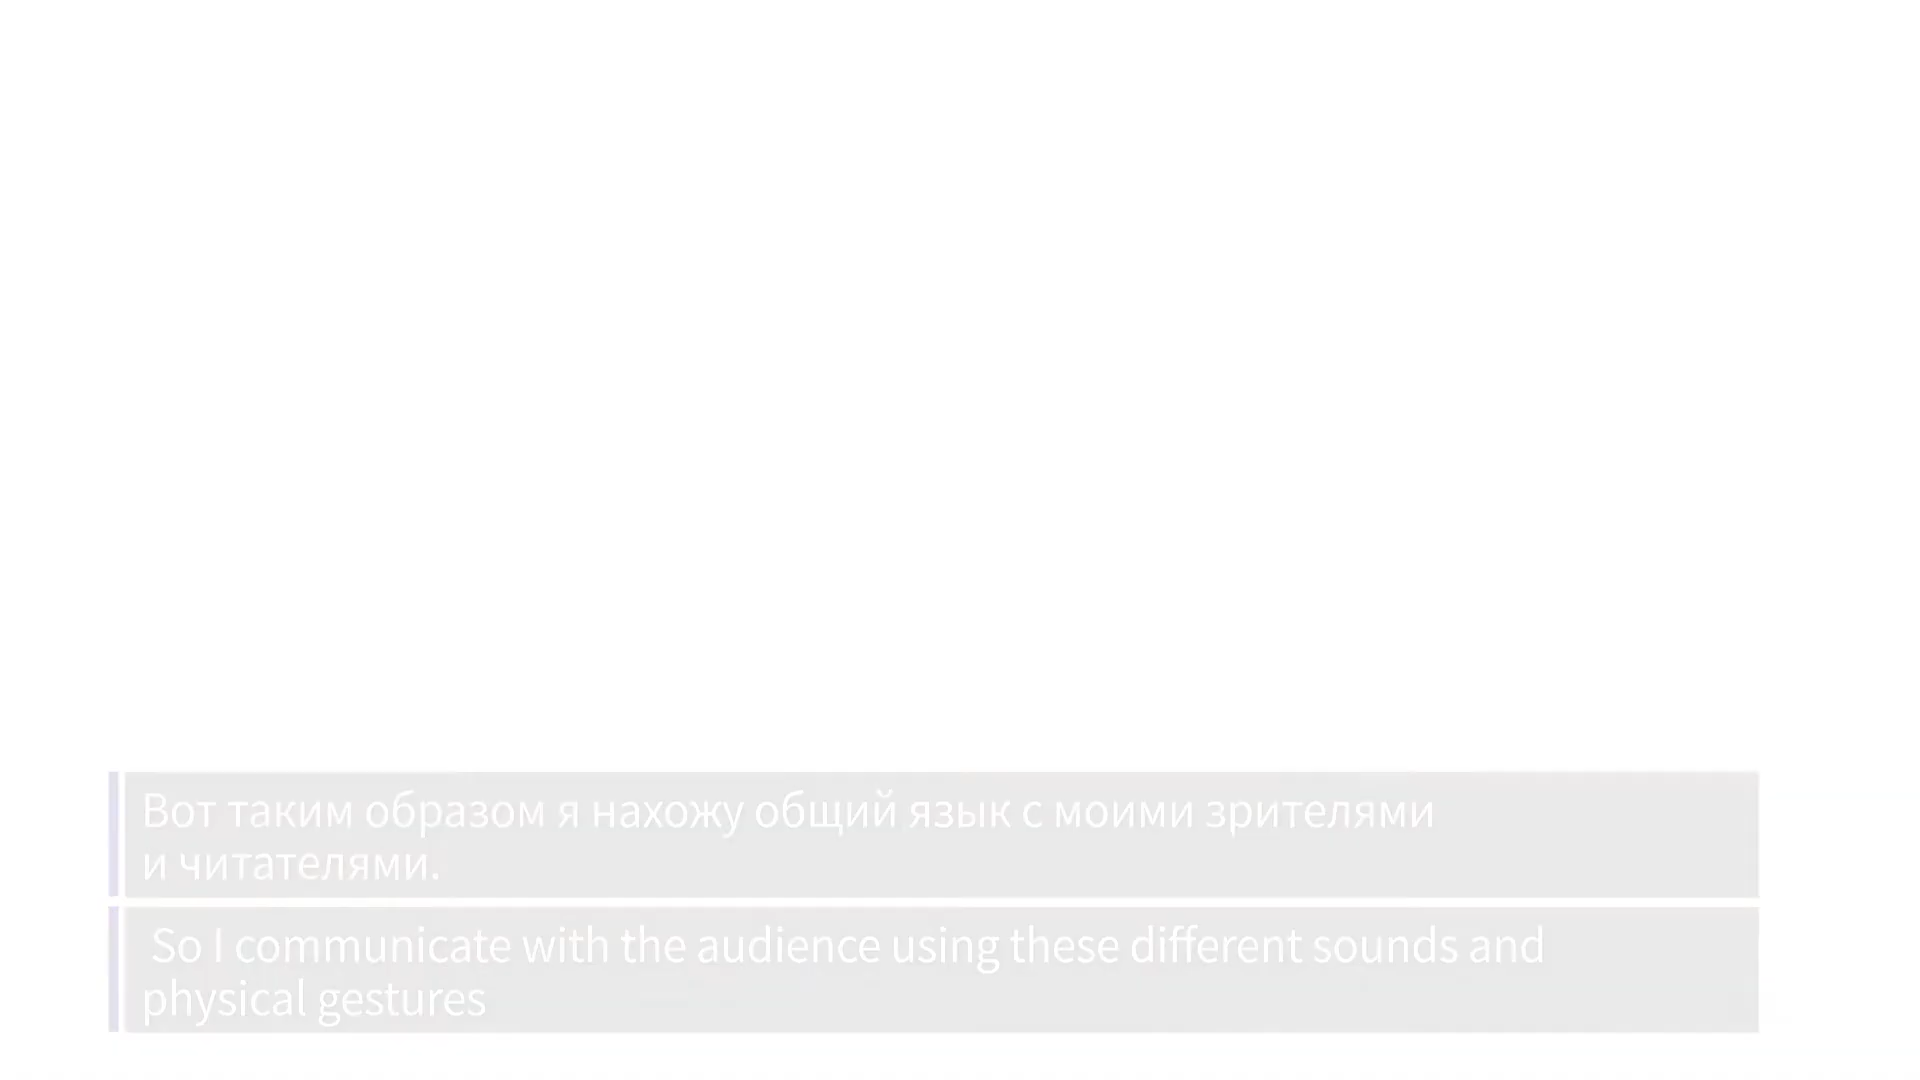 Вот таким образом я нахожу общий язык с моими зрителями
и читателями.
So I communicate with the audience using these different sounds and
physical gestures